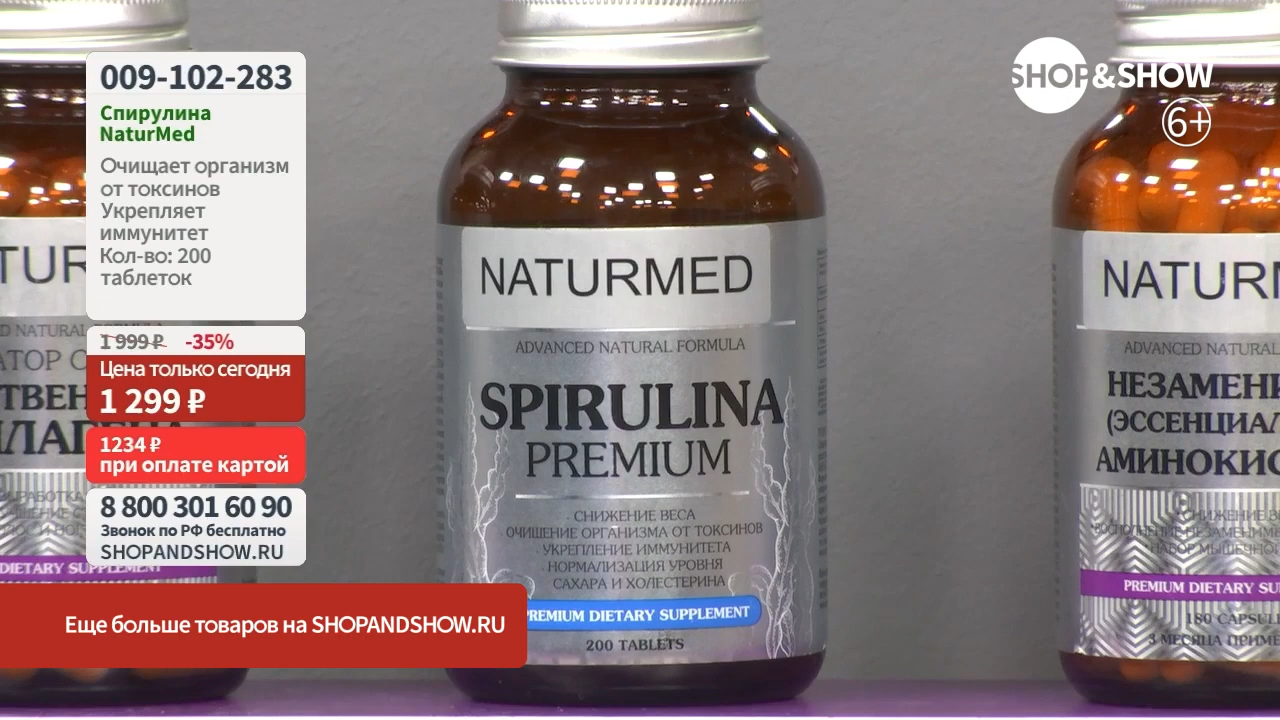 009-102-283
Спирулина
NaturMed
Очищает организм
от токсинов
Укрепляет
иммунитет
Кол-во: 200
таблеток
1 999 ₽ -35%
Цена только сегодня
1 299 ₽
1234 ₽
при оплате картой
8 800 301 60 90
Звонок по РФ бесплатно
SHOPANDSHOW.RU
Еще больше товаров на SHOPANDSHOW.RU
DIETARY SUPPLEMENT
NATURMED
ADVANCED NATURAL FORMULA
SPIRULINA
PREMIUM
· СНИЖЕНИЕ ВЕСА
· ОЧИЩЕНИЕ ОРГАНИЗМА ОТ ТОКСИНОВ
· УКРЕПЛЕНИЕ ИММУНИТЕТА
· НОРМАЛИЗАЦИЯ УРОВНЯ
САХАРА И ХОЛЕСТЕРИНА
PREMIUM DIETARY SUPPLEMENT
200 TABLETS
SHOP&SHOW
6+
NATURM
ADVANCED NATURAL
НЕЗАМЕНИ
(ЭССЕНЦИА
АМИНОКИС
PREMIUM DIETARY SU
180 CAPSUL
3 МЕСЯЦА ПРИМЕ